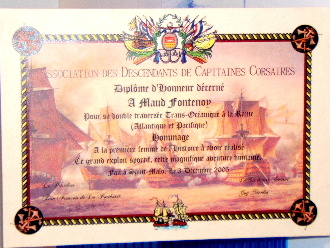 Association des Descendants de Capitaines Corsaires
Diplôme d'Honneur décerné
A Maud Fontenoy
Pour sa double traversée Trans-Océanique à la Rame
(Atlantique et Pacifique)
Hommage
A la première femme de l'Histoire à avoir réalisé
Ce grand exploit sportif, cette magnifique aventure humaine.
Fait à Saint-Malo, le 3 Décembre 2005